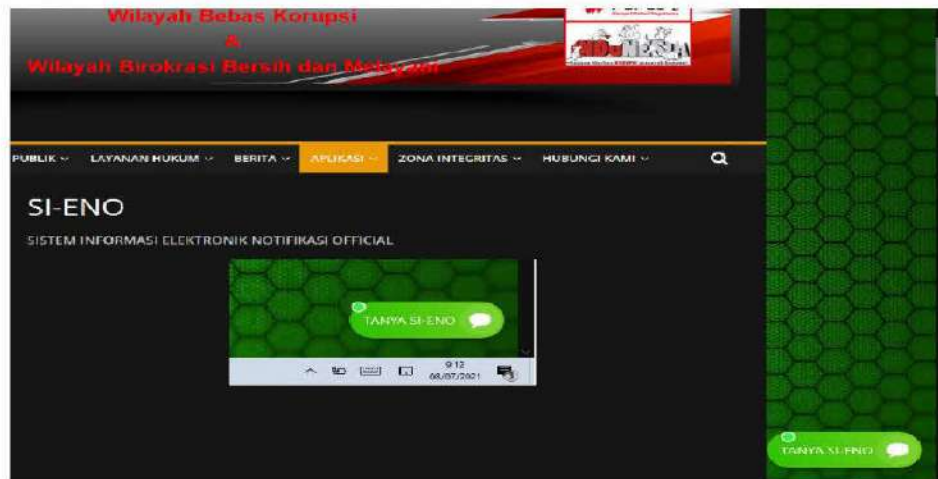 Wilayah Bebas Korupsi
&
Wilayah Birokrasi Bersih dan Melayani
PUBLIK
LAYANAN HUKUM
BERITA
APLIKASI
ZONA INTEGRITAS
HUBUNGI KAMI
SI-ENO
SISTEM INFORMASI ELEKTRONIK NOTIFIKASI OFFICIAL
TANYA SI-ENO
9:12
08/07/2021
TANYA SI-ENO